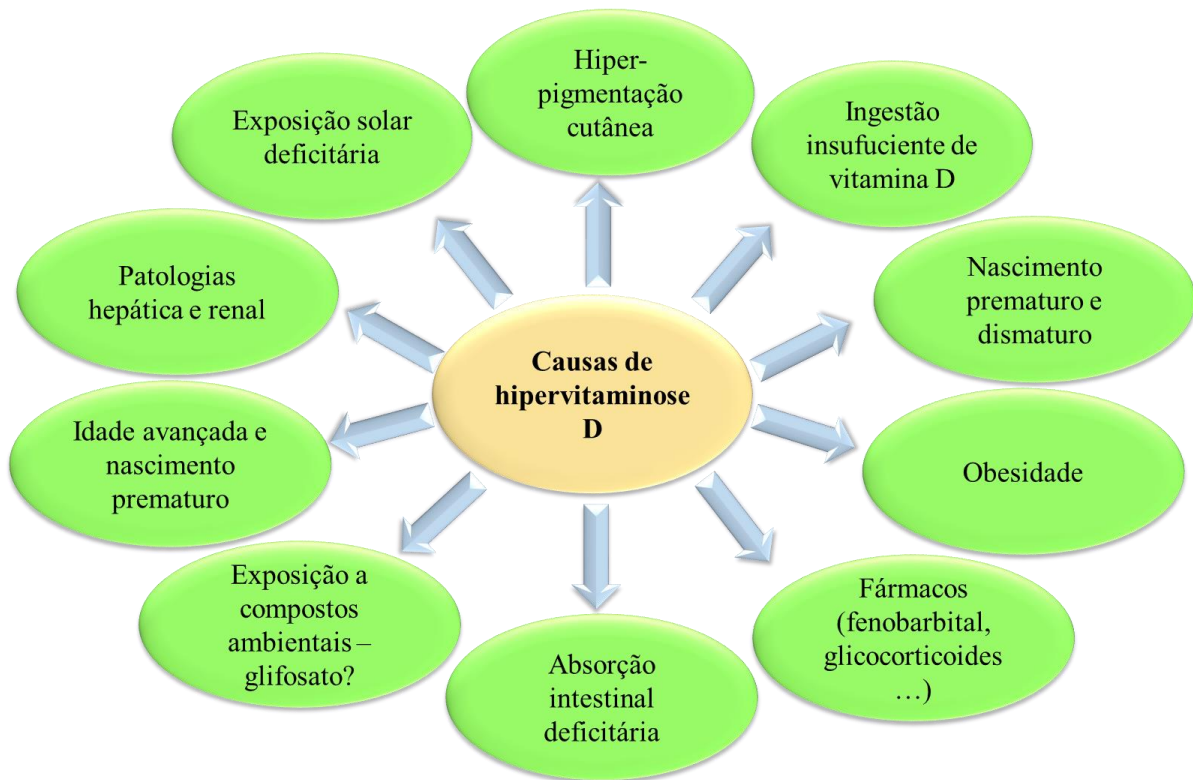 Hiper-
pigmentação
cutânea
Exposição solar
deficitária
Ingestão
insufuciente de
vitamina D
Patologias
hepática e renal
Nascimento
prematuro e
dismaturo
Causas de
hipervitaminose
D
Idade avançada e
nascimento
prematuro
Obesidade
Exposição a
compostos
ambientais –
glifosato?
Absorção
intestinal
deficitária
Fármacos
(fenobarbital,
glicocorticoides
…)